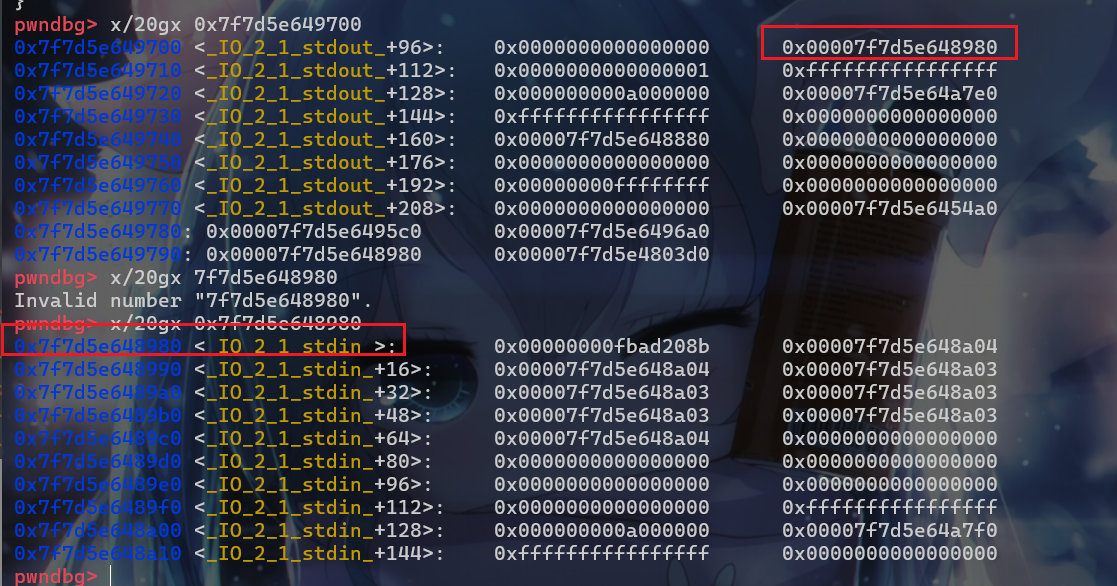 }
pwndbg> x/20gx 0x7f7d5e649700
0x7f7d5e649700 <_IO_2_1_stdout_+96>: 0x0000000000000000 0x00007f7d5e648980
0x7f7d5e649710 <_IO_2_1_stdout_+112>: 0x0000000000000001 0xffffffffffffffff
0x7f7d5e649720 <_IO_2_1_stdout_+128>: 0x000000000a000000 0x00007f7d5e64a7e0
0x7f7d5e649730 <_IO_2_1_stdout_+144>: 0xffffffffffffffff 0x0000000000000000
0x7f7d5e649740 <_IO_2_1_stdout_+160>: 0x00007f7d5e648880 0x0000000000000000
0x7f7d5e649750 <_IO_2_1_stdout_+176>: 0x0000000000000000 0x0000000000000000
0x7f7d5e649760 <_IO_2_1_stdout_+192>: 0x00000000ffffffff 0x0000000000000000
0x7f7d5e649770 <_IO_2_1_stdout_+208>: 0x0000000000000000 0x00007f7d5e6454a0
0x7f7d5e649780: 0x00007f7d5e6495c0 0x00007f7d5e6496a0
0x7f7d5e649790: 0x00007f7d5e648980 0x00007f7d5e4803d0
pwndbg> x/20gx 7f7d5e648980
Invalid number "7f7d5e648980".
pwndbg> x/20gx 0x7f7d5e648980
0x7f7d5e648980 <_IO_2_1_stdin_>: 0x00000000fbad208b 0x00007f7d5e648a04
0x7f7d5e648990 <_IO_2_1_stdin_+16>: 0x00007f7d5e648a04 0x00007f7d5e648a03
0x7f7d5e6489a0 <_IO_2_1_stdin_+32>: 0x00007f7d5e648a03 0x00007f7d5e648a03
0x7f7d5e6489b0 <_IO_2_1_stdin_+48>: 0x00007f7d5e648a03 0x00007f7d5e648a03
0x7f7d5e6489c0 <_IO_2_1_stdin_+64>: 0x00007f7d5e648a04 0x0000000000000000
0x7f7d5e6489d0 <_IO_2_1_stdin_+80>: 0x0000000000000000 0x0000000000000000
0x7f7d5e6489e0 <_IO_2_1_stdin_+96>: 0x0000000000000000 0x0000000000000000
0x7f7d5e6489f0 <_IO_2_1_stdin_+112>: 0x0000000000000000 0xffffffffffffffff
0x7f7d5e648a00 <_IO_2_1_stdin_+128>: 0x000000000a000000 0x00007f7d5e64a7f0
0x7f7d5e648a10 <_IO_2_1_stdin_+144>: 0xffffffffffffffff 0x0000000000000000
pwndbg>